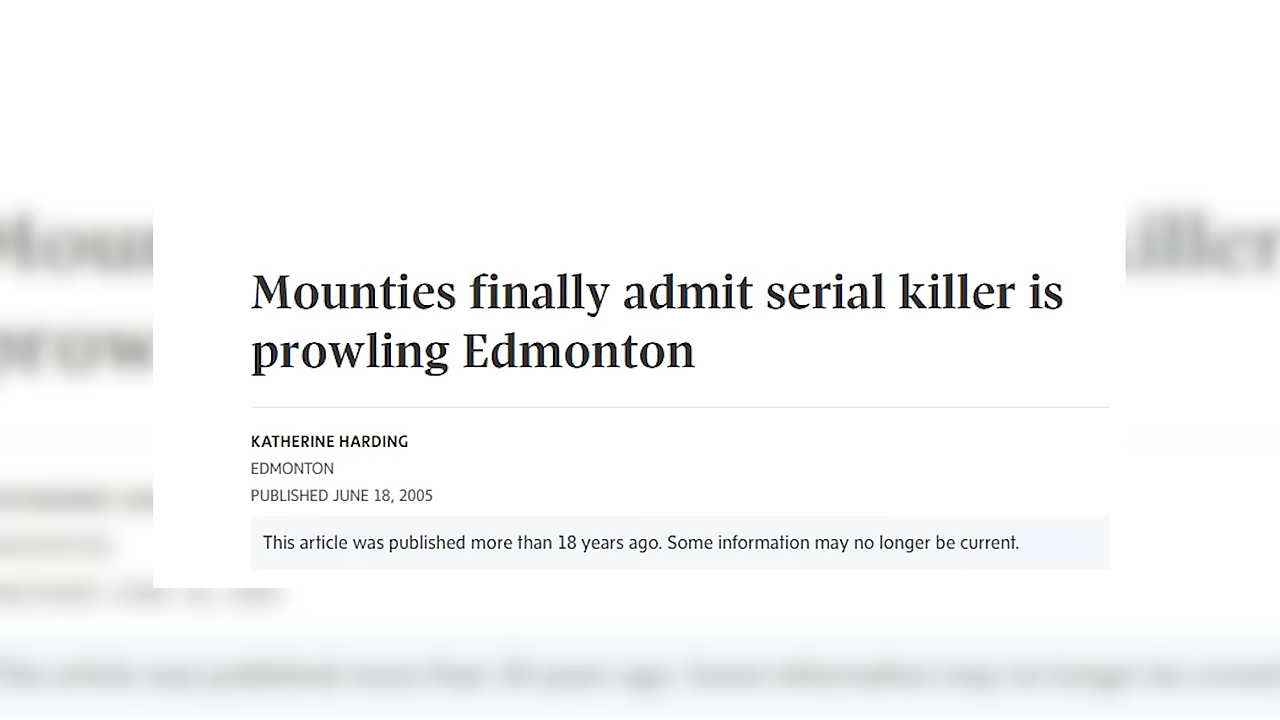 Mounties finally admit serial killer is
prowling Edmonton
KATHERINE HARDING
EDMONTON
PUBLISHED JUNE 18, 2005
This article was published more than 18 years ago. Some information may no longer be current.